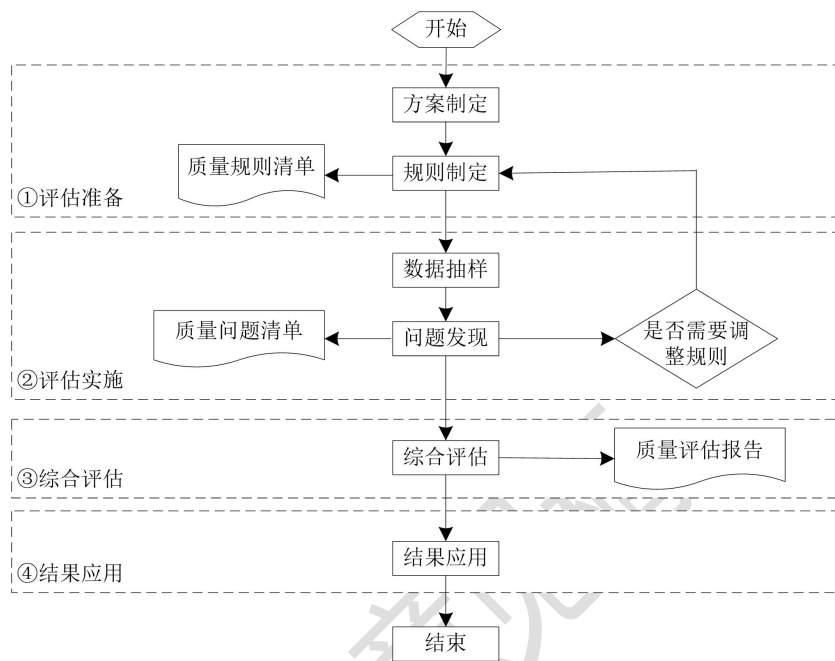 开始
方案制定
质量规则清单
规则制定
①评估准备
数据抽样
质量问题清单
问题发现
是否需要调
整规则
②评估实施
综合评估
质量评估报告
③综合评估
结果应用
④结果应用
结束